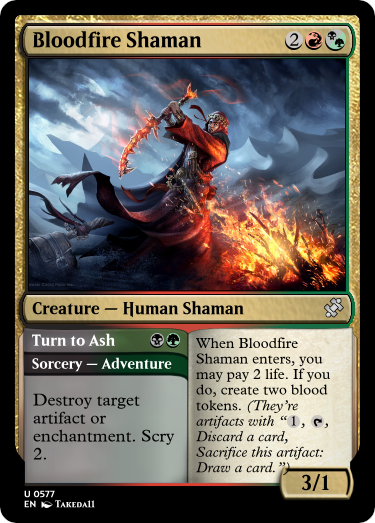 Bloodfire Shaman 2
Creature — Human Shaman
Turn to Ash
Sorcery — Adventure
Destroy target
artifact or
enchantment. Scry
2.
When Bloodfire
Shaman enters, you
may pay 2 life. If you
do, create two blood
tokens. (They're
artifacts with “1, ,
Discard a card,
Sacrifice this artifact:
Draw a card.”)
3/1
U 0577
EN Takeda11